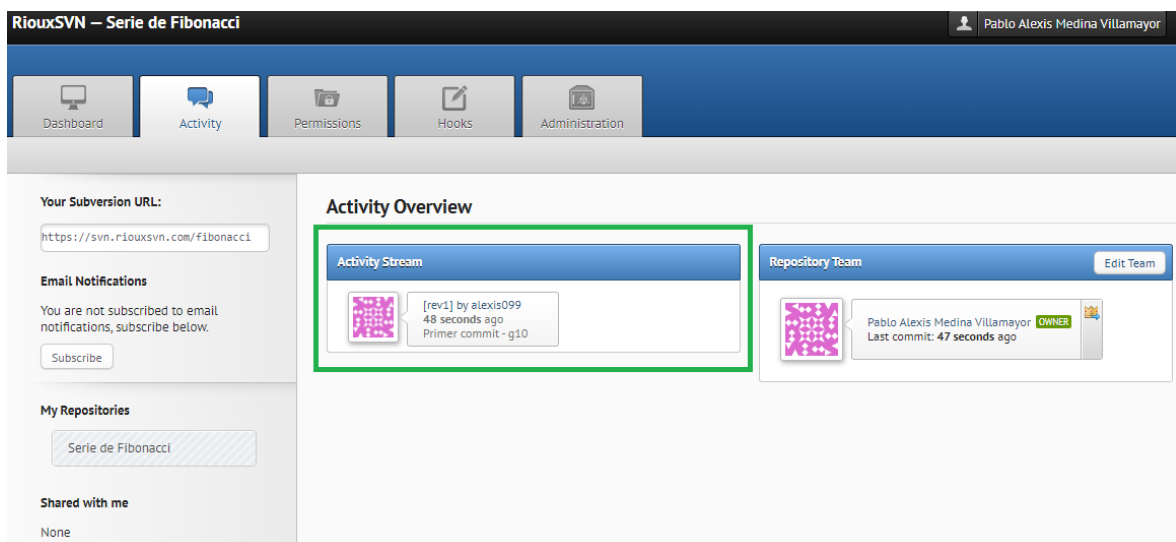 RiouxSVN — Serie de Fibonacci
Pablo Alexis Medina Villamayor
Dashboard
Activity
Permissions
Hooks
Administration
Your Subversion URL:
https://svn.riouxsvn.com/fibonacci
Email Notifications
You are not subscribed to email
notifications, subscribe below.
Subscribe
My Repositories
Serie de Fibonacci
Shared with me
None
Activity Overview
Activity Stream
[rev1] by alexis099
48 seconds ago
Primer commit - g10
Repository Team
Edit Team
Pablo Alexis Medina Villamayor OWNER
Last commit: 47 seconds ago